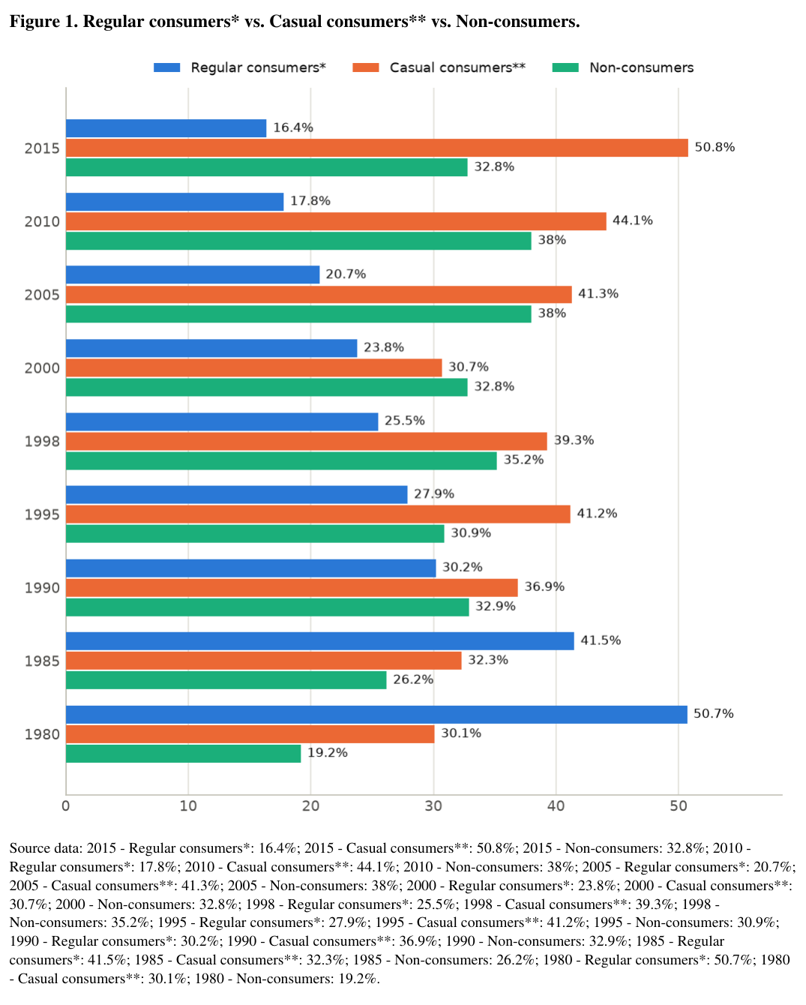 Figure 1. Regular consumers* vs. Casual consumers** vs. Non-consumers.
Regular consumers* Casual consumers** Non-consumers
16.4%
2015 50.8%
32.8%
17.8%
2010 44.1%
38%
20.7%
2005 41.3%
38%
23.8%
2000 30.7%
32.8%
25.5%
1998 39.3%
35.2%
27.9%
1995 41.2%
30.9%
30.2%
1990 36.9%
32.9%
41.5%
1985 32.3%
26.2%
50.7%
1980 30.1%
19.2%
0 10 20 30 40 50
Source data: 2015 - Regular consumers*: 16.4%; 2015 - Casual consumers**: 50.8%; 2015 - Non-consumers: 32.8%; 2010 -
Regular consumers*: 17.8%; 2010 - Casual consumers**: 44.1%; 2010 - Non-consumers: 38%; 2005 - Regular consumers*: 20.7%;
2005 - Casual consumers**: 41.3%; 2005 - Non-consumers: 38%; 2000 - Regular consumers*: 23.8%; 2000 - Casual consumers**:
30.7%; 2000 - Non-consumers: 32.8%; 1998 - Regular consumers*: 25.5%; 1998 - Casual consumers**: 39.3%; 1998 -
Non-consumers: 35.2%; 1995 - Regular consumers*: 27.9%; 1995 - Casual consumers**: 41.2%; 1995 - Non-consumers: 30.9%;
1990 - Regular consumers*: 30.2%; 1990 - Casual consumers**: 36.9%; 1990 - Non-consumers: 32.9%; 1985 - Regular
consumers*: 41.5%; 1985 - Casual consumers**: 32.3%; 1985 - Non-consumers: 26.2%; 1980 - Regular consumers*: 50.7%; 1980
- Casual consumers**: 30.1%; 1980 - Non-consumers: 19.2%.